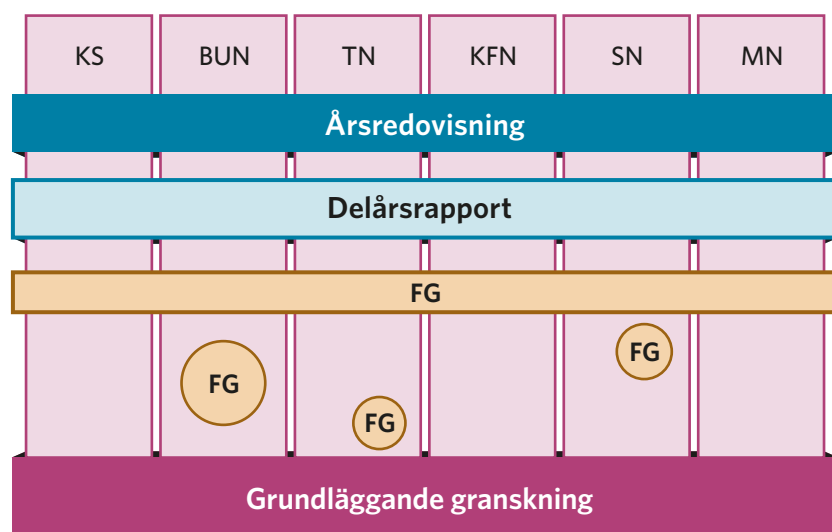 KS BUN TN KFN SN MN
Årsredovisning
Delårsrapport
FG
FG
FG
FG
Grundläggande granskning